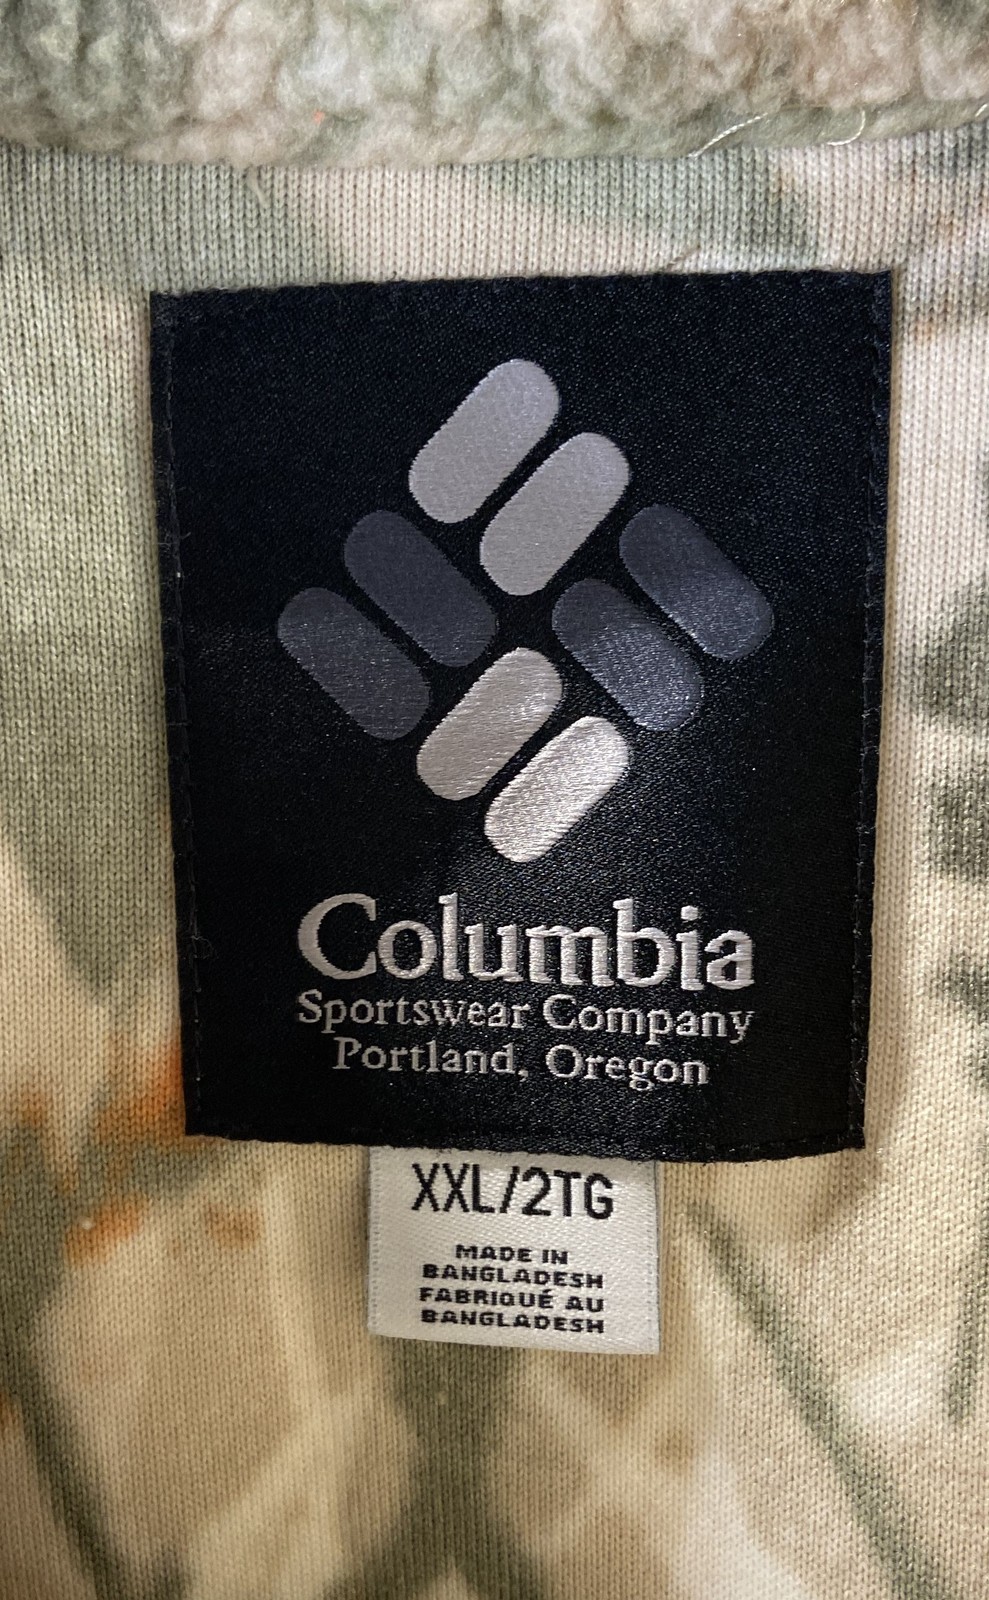 Columbia
Sportswear Company
Portland, Oregon
XXL/2TG
MADE IN
BANGLADESH
FABRIQUÉ AU
BANGLADESH